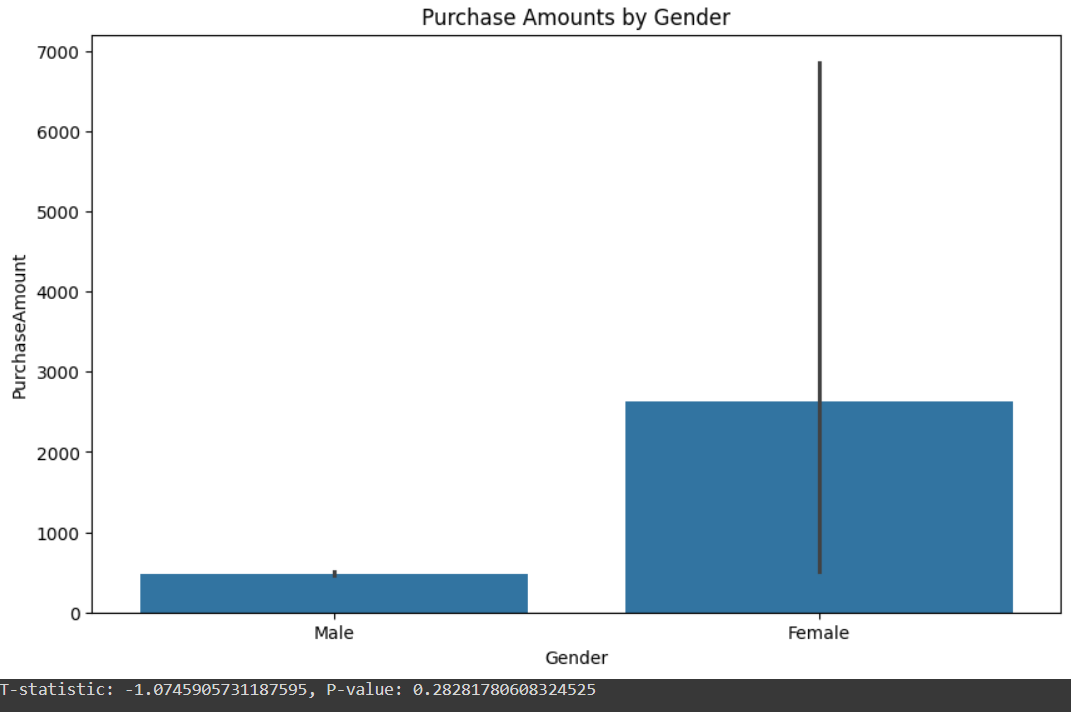 Purchase Amounts by Gender
7000
6000
5000
4000
3000
2000
1000
0
PurchaseAmount
Male
Female
Gender
T-statistic: -1.0745905731187595, P-value: 0.28281780608324525